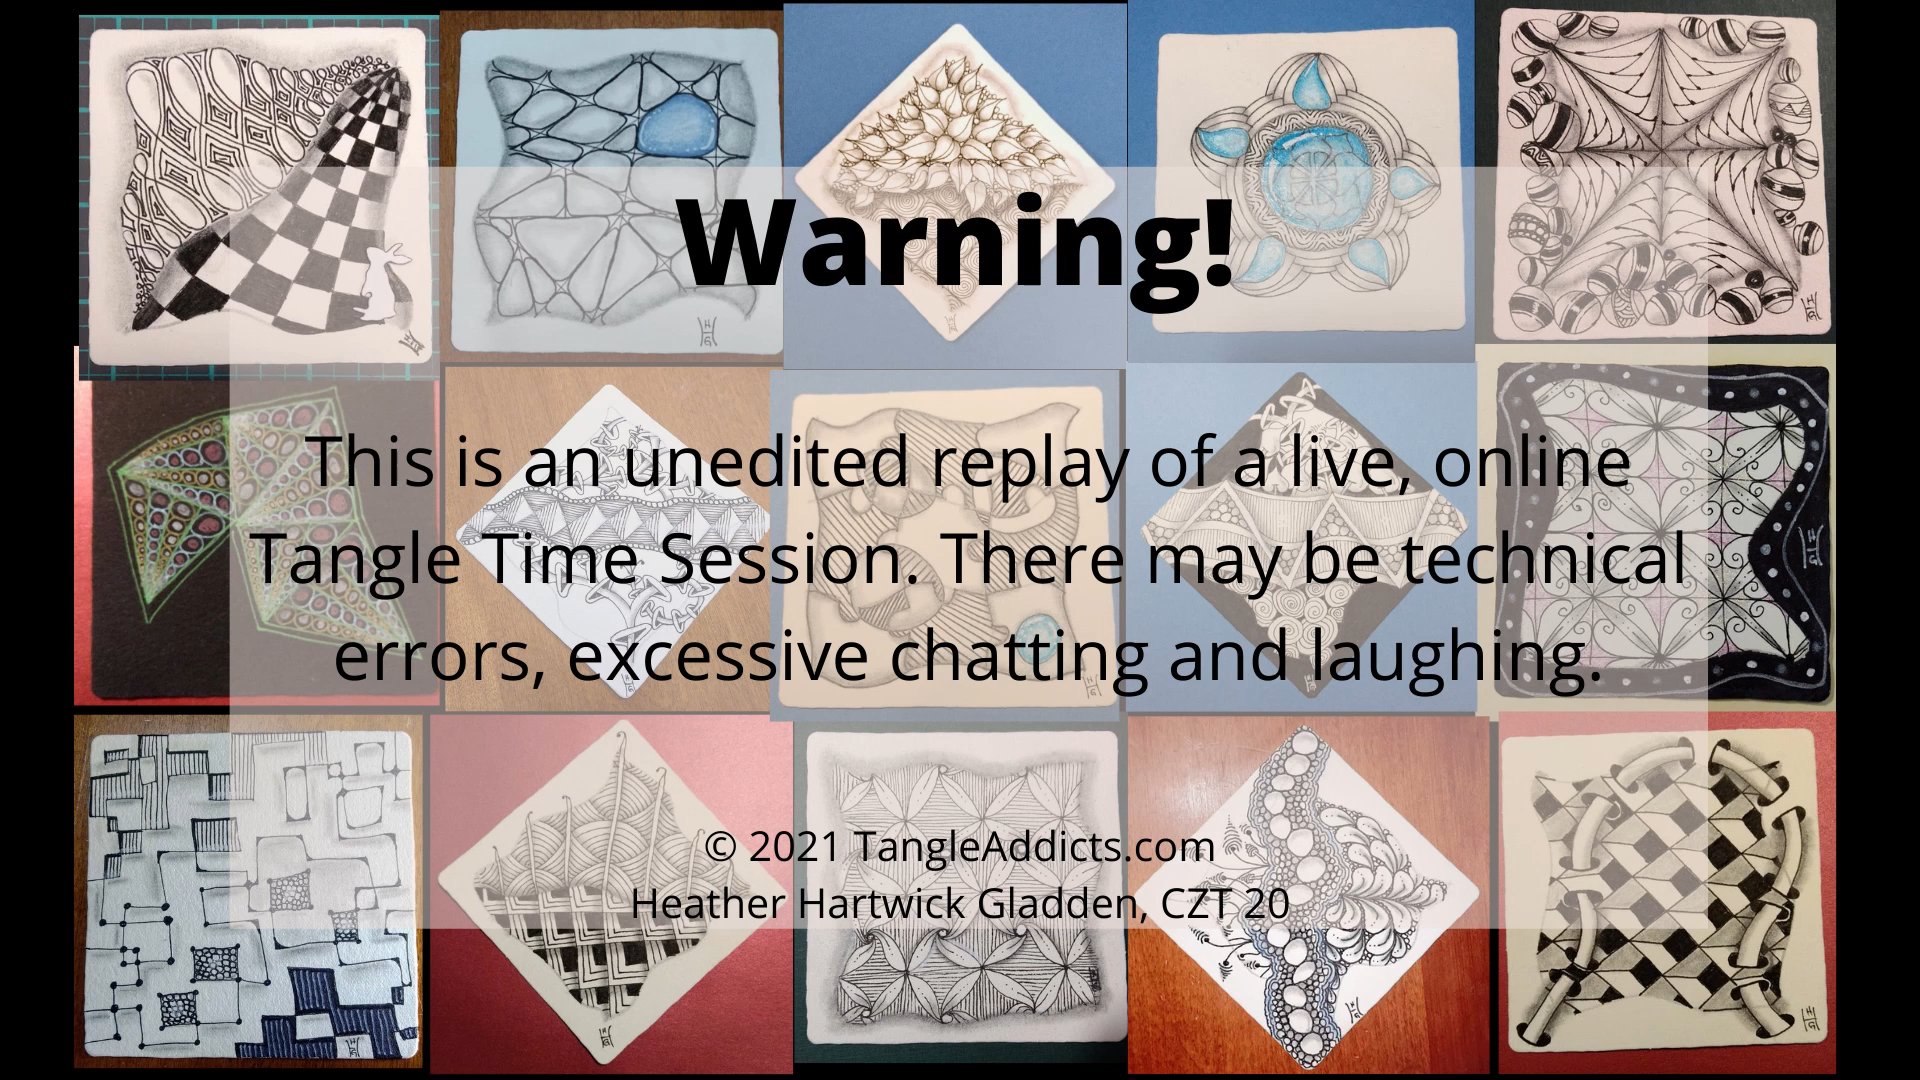 Warning!
This is an unedited replay of a live, online
Tangle Time Session. There may be technical
errors, excessive chatting and laughing.
© 2021 TangleAddicts.com
Heather Hartwick Gladden, CZT 20